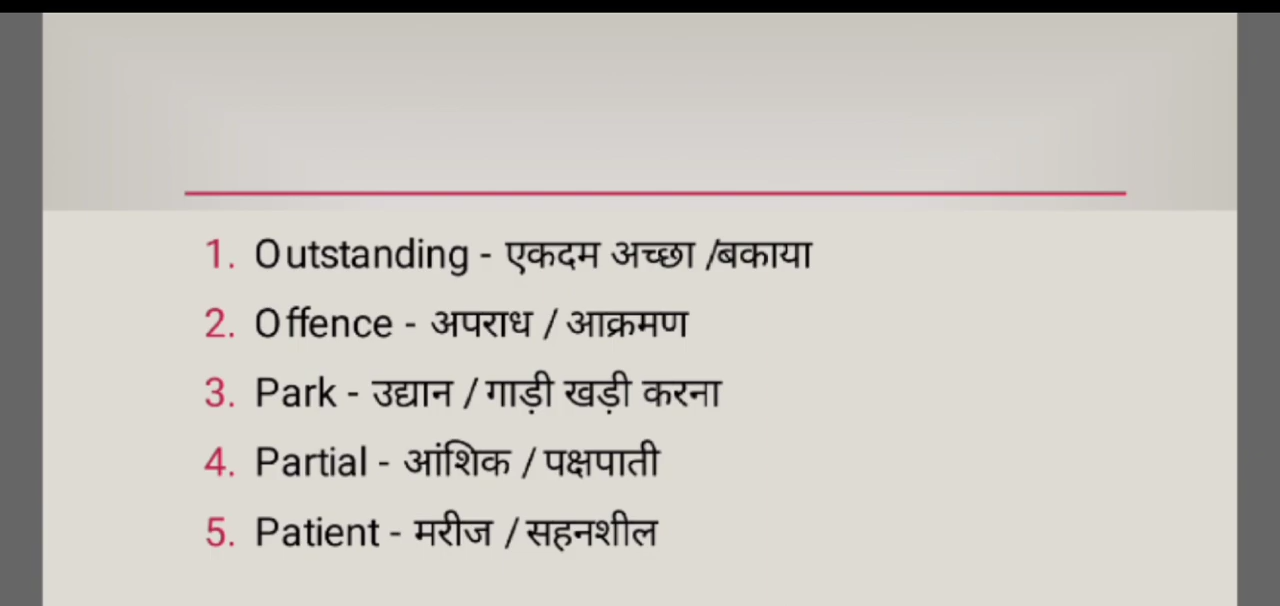 1. Outstanding - एकदम अच्छा /बकाया
2. Offence - अपराध / आक्रमण
3. Park - उद्यान / गाड़ी खड़ी करना
4. Partial - आंशिक / पक्षपाती
5. Patient - मरीज / सहनशील